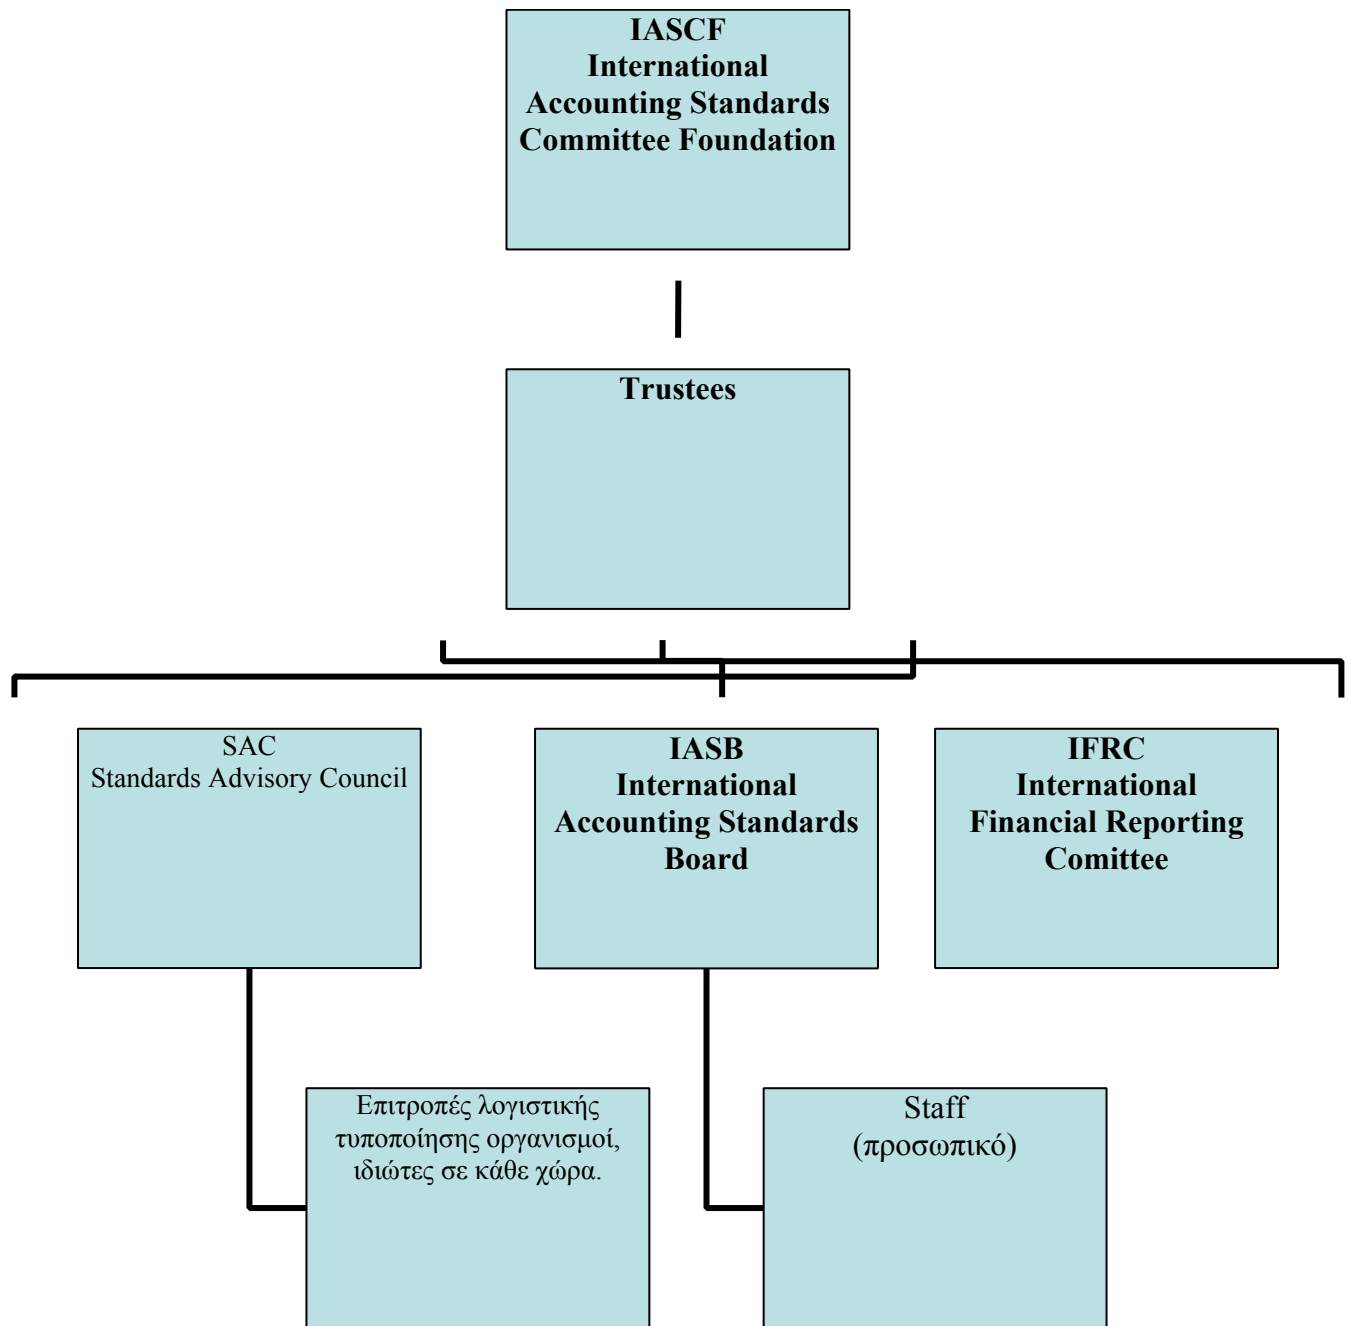 IASCF
International
Accounting Standards
Committee Foundation
Trustees
SAC
Standards Advisory Council
IASB
International
Accounting Standards
Board
IFRC
International
Financial Reporting
Comittee
Επιτροπές λογιστικής
τυποποίησης οργανισμοί,
ιδιώτες σε κάθε χώρα.
Staff
(προσωπικό)